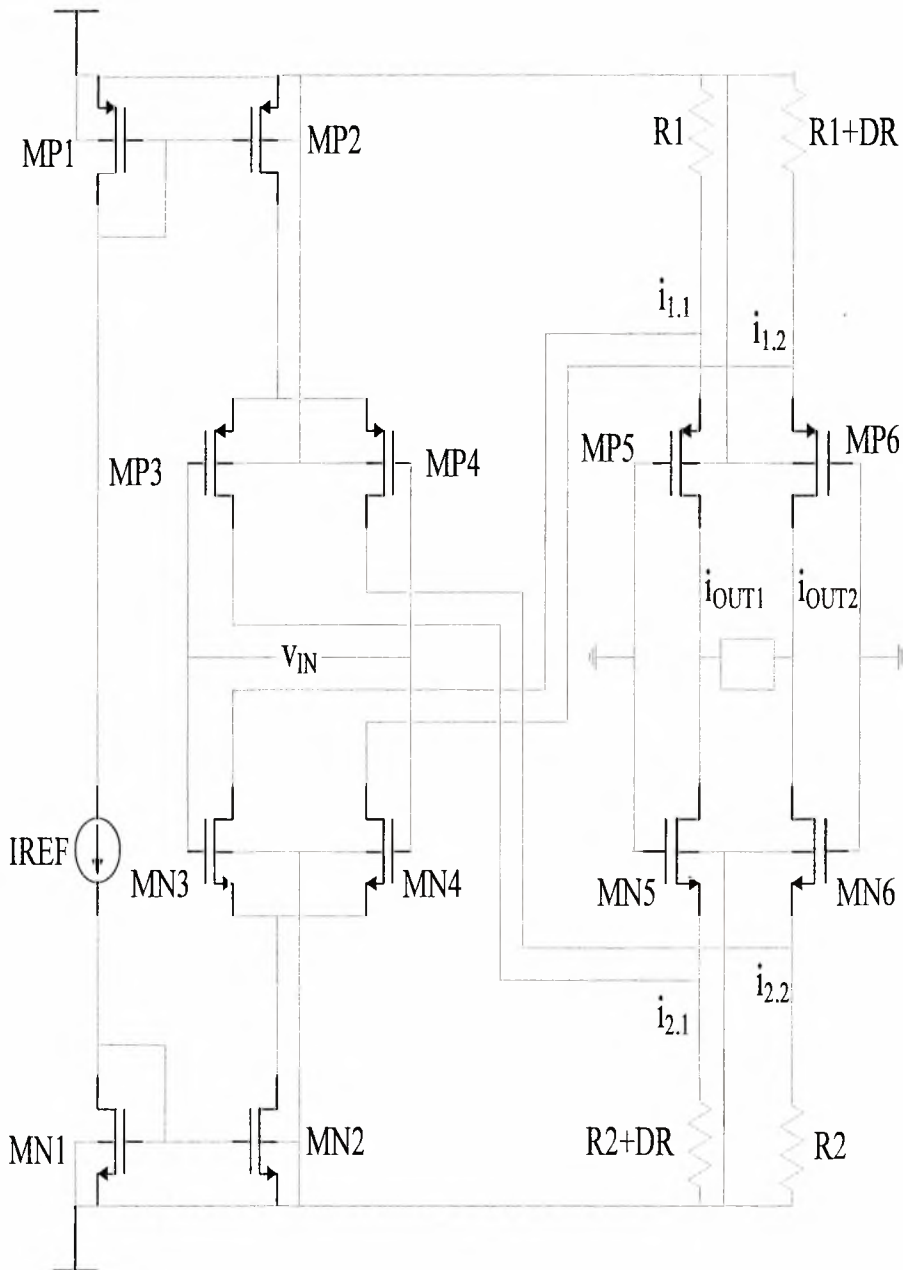 MP1
MP2
R1
R1+DR
i1.1
i1.2
MP3
MP4
MP5
MP6
iOUT1
iOUT2
vIN
IREF
MN3
MN4
MN5
MN6
i2.1
i2.2
MN1
MN2
R2+DR
R2